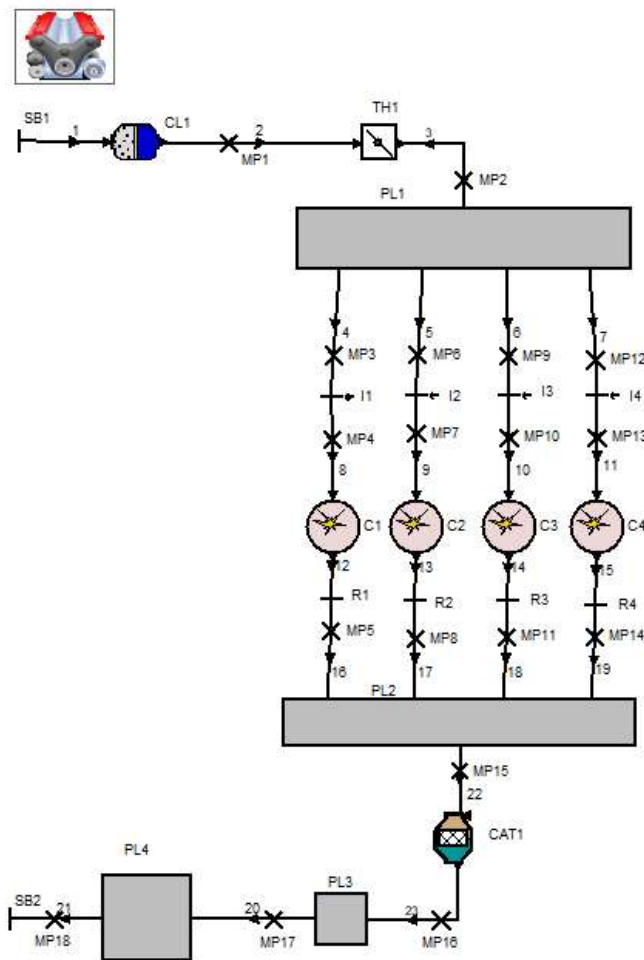 SB1 1 CL1 2 TH1 3
MP1 MP2
PL1
4 5 6 7
MP3 MP6 MP9 MP12
I1 I2 I3 I4
MP4 MP7 MP10 MP13
8 9 10 11
C1 C2 C3 C4
12 13 14 15
R1 R2 R3 R4
MP5 MP8 MP11 MP14
16 17 18 19
PL2
MP15
22
CAT1
PL4 PL3
SB2 21 20 23
MP18 MP17 MP16